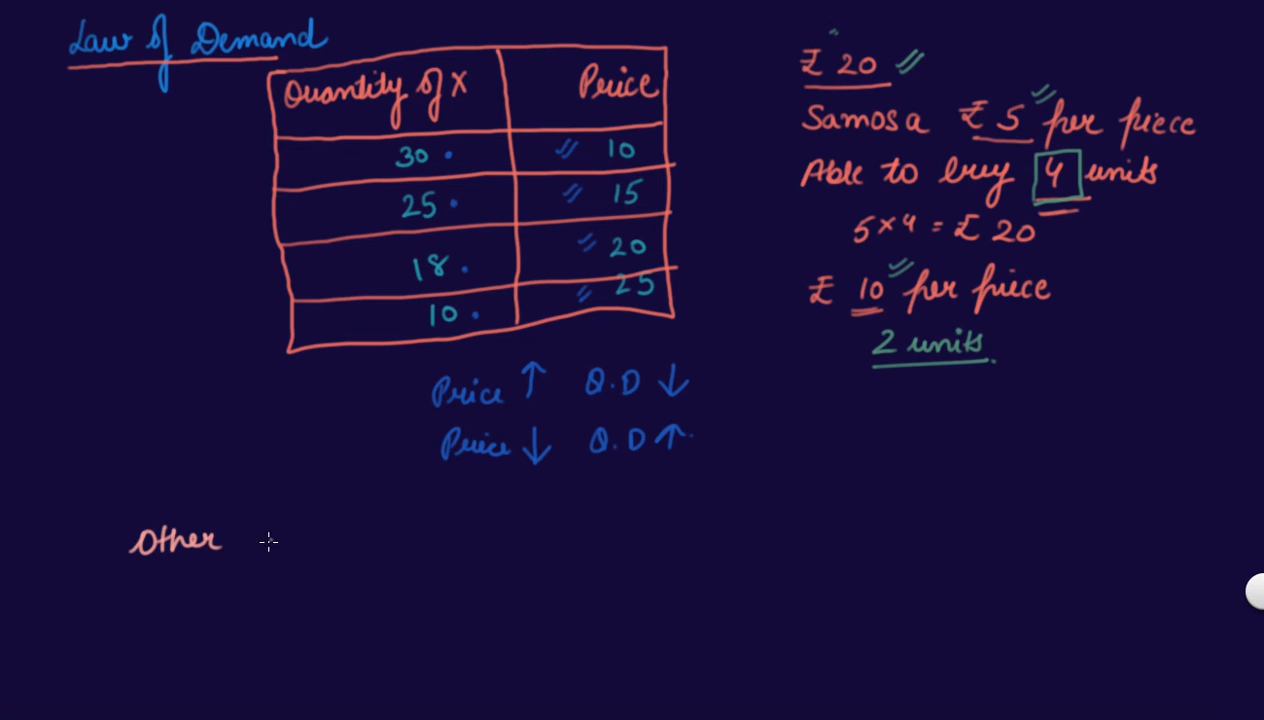 Law of Demand
Quantity of X Price
30 10
25 15
18 20
10 25
Price ↑ Q.D ↓
Price ↓ Q.D ↑
Other
₹ 20
Samosa ₹ 5 per piece
Able to buy 4 units
5 × 4 = ₹ 20
₹ 10 per piece
2 units